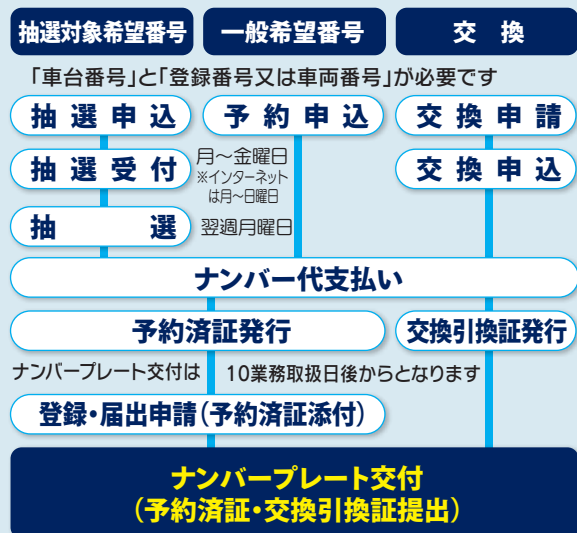 抽選対象希望番号 一般希望番号 交換
「車台番号」と「登録番号又は車両番号」が必要です
抽選申込 予約申込 交換申請
抽選受付 月～金曜日 交換申込
※インターネット
は月～日曜日
抽選 翌週月曜日
ナンバー代支払い
予約済証発行 交換引換証発行
ナンバープレート交付は 10業務取扱日後からとなります
登録・届出申請(予約済証添付)
ナンバープレート交付
(予約済証・交換引換証提出)